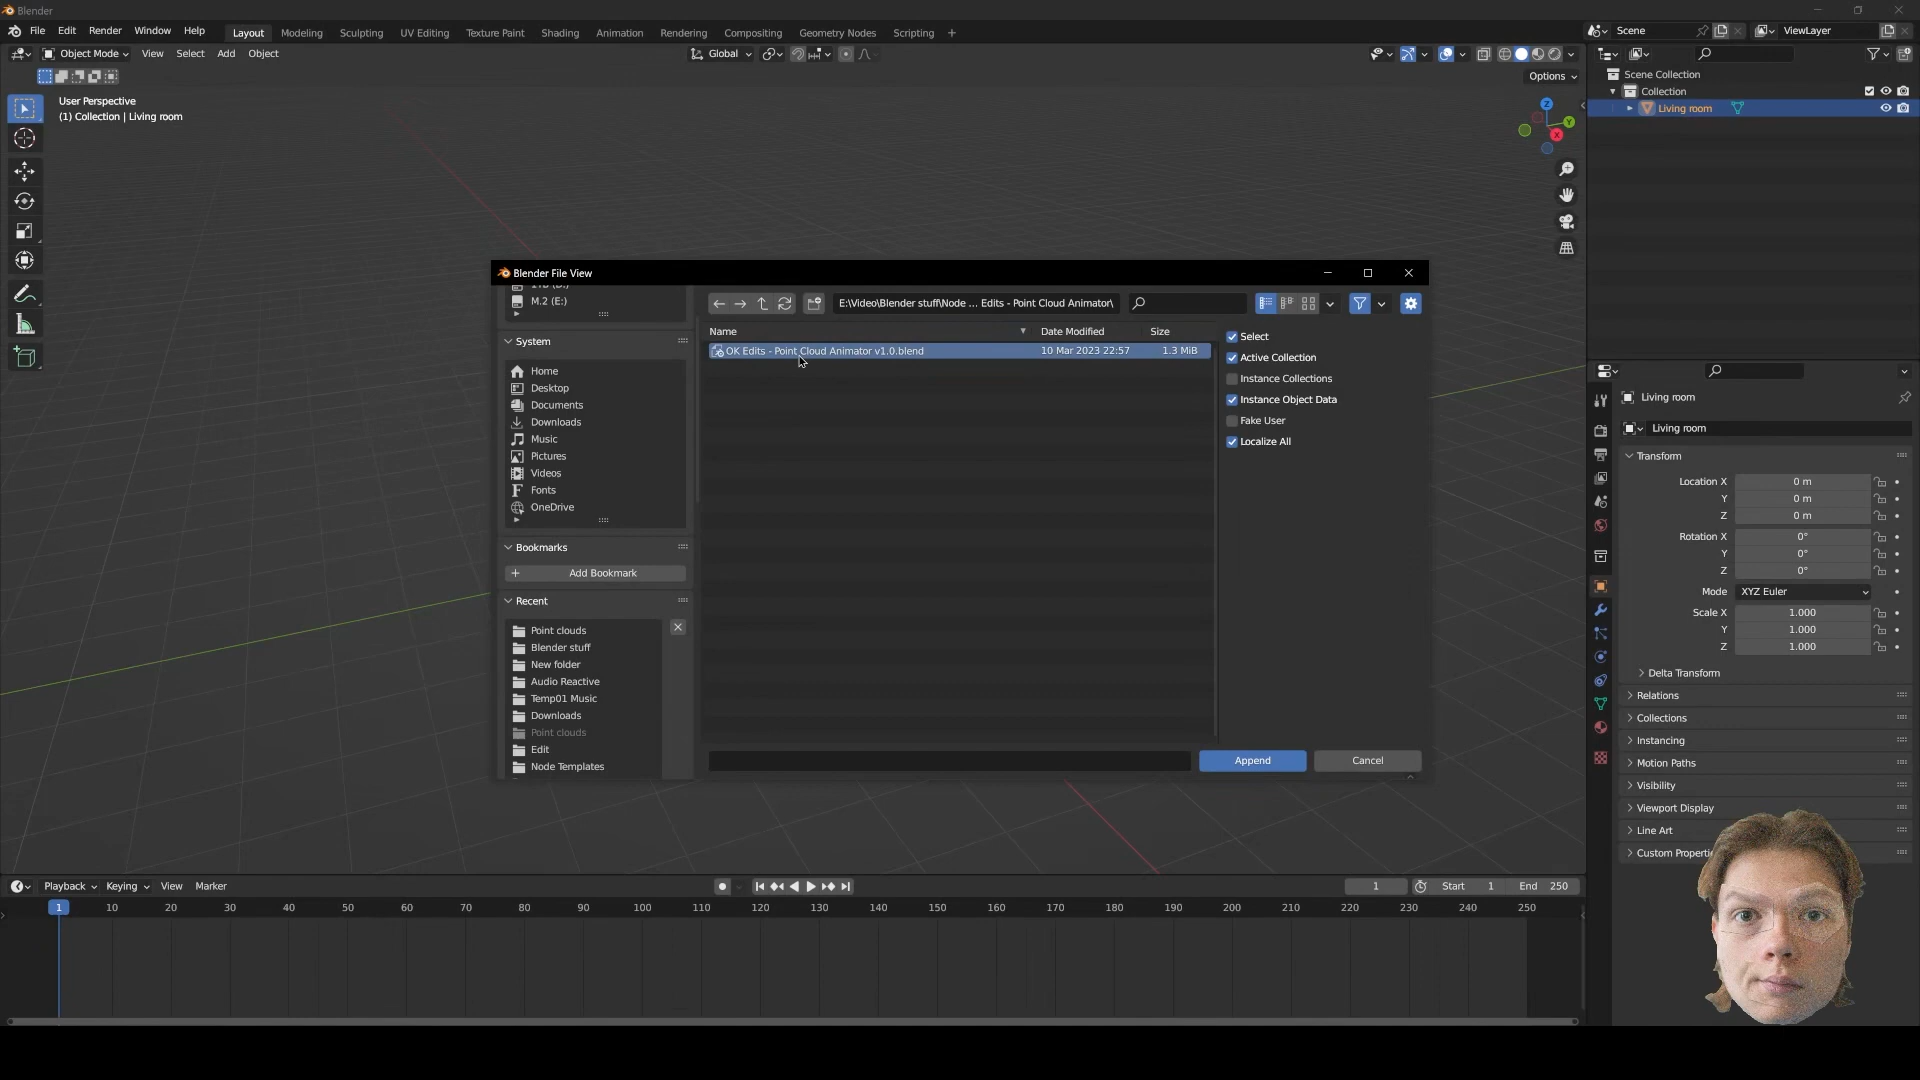 Blender
File Edit Render Window Help
Layout Modeling Sculpting UV Editing Texture Paint Shading Animation Rendering Compositing Geometry Nodes Scripting +
Scene
ViewLayer
Object Mode View Select Add Object
Global
Options
User Perspective
(1) Collection | Living room
Z
Y
X
Scene Collection
Collection
Living room
Blender File View
M.2 (E:)
E:\Video\Blender stuff\Node ... Edits - Point Cloud Animator\
System
Home
Desktop
Documents
Downloads
Music
Pictures
Videos
Fonts
OneDrive
Bookmarks
Add Bookmark
Recent
Point clouds
Blender stuff
New folder
Audio Reactive
Temp01 Music
Downloads
Point clouds
Edit
Node Templates
Name Date Modified Size
OK Edits - Point Cloud Animator v1.0.blend 10 Mar 2023 22:57 1.3 MiB
Select
Active Collection
Instance Collections
Instance Object Data
Fake User
Localize All
Append
Cancel
Living room
Living room
Transform
Location X 0 m
Y 0 m
Z 0 m
Rotation X 0°
Y 0°
Z 0°
Mode XYZ Euler
Scale X 1.000
Y 1.000
Z 1.000
Delta Transform
Relations
Collections
Instancing
Motion Paths
Visibility
Viewport Display
Line Art
Custom Properti
Playback Keying View Marker
1
Start 1
End 250
1 10 20 30 40 50 60 70 80 90 100 110 120 130 140 150 160 170 180 190 200 210 220 230 240 250